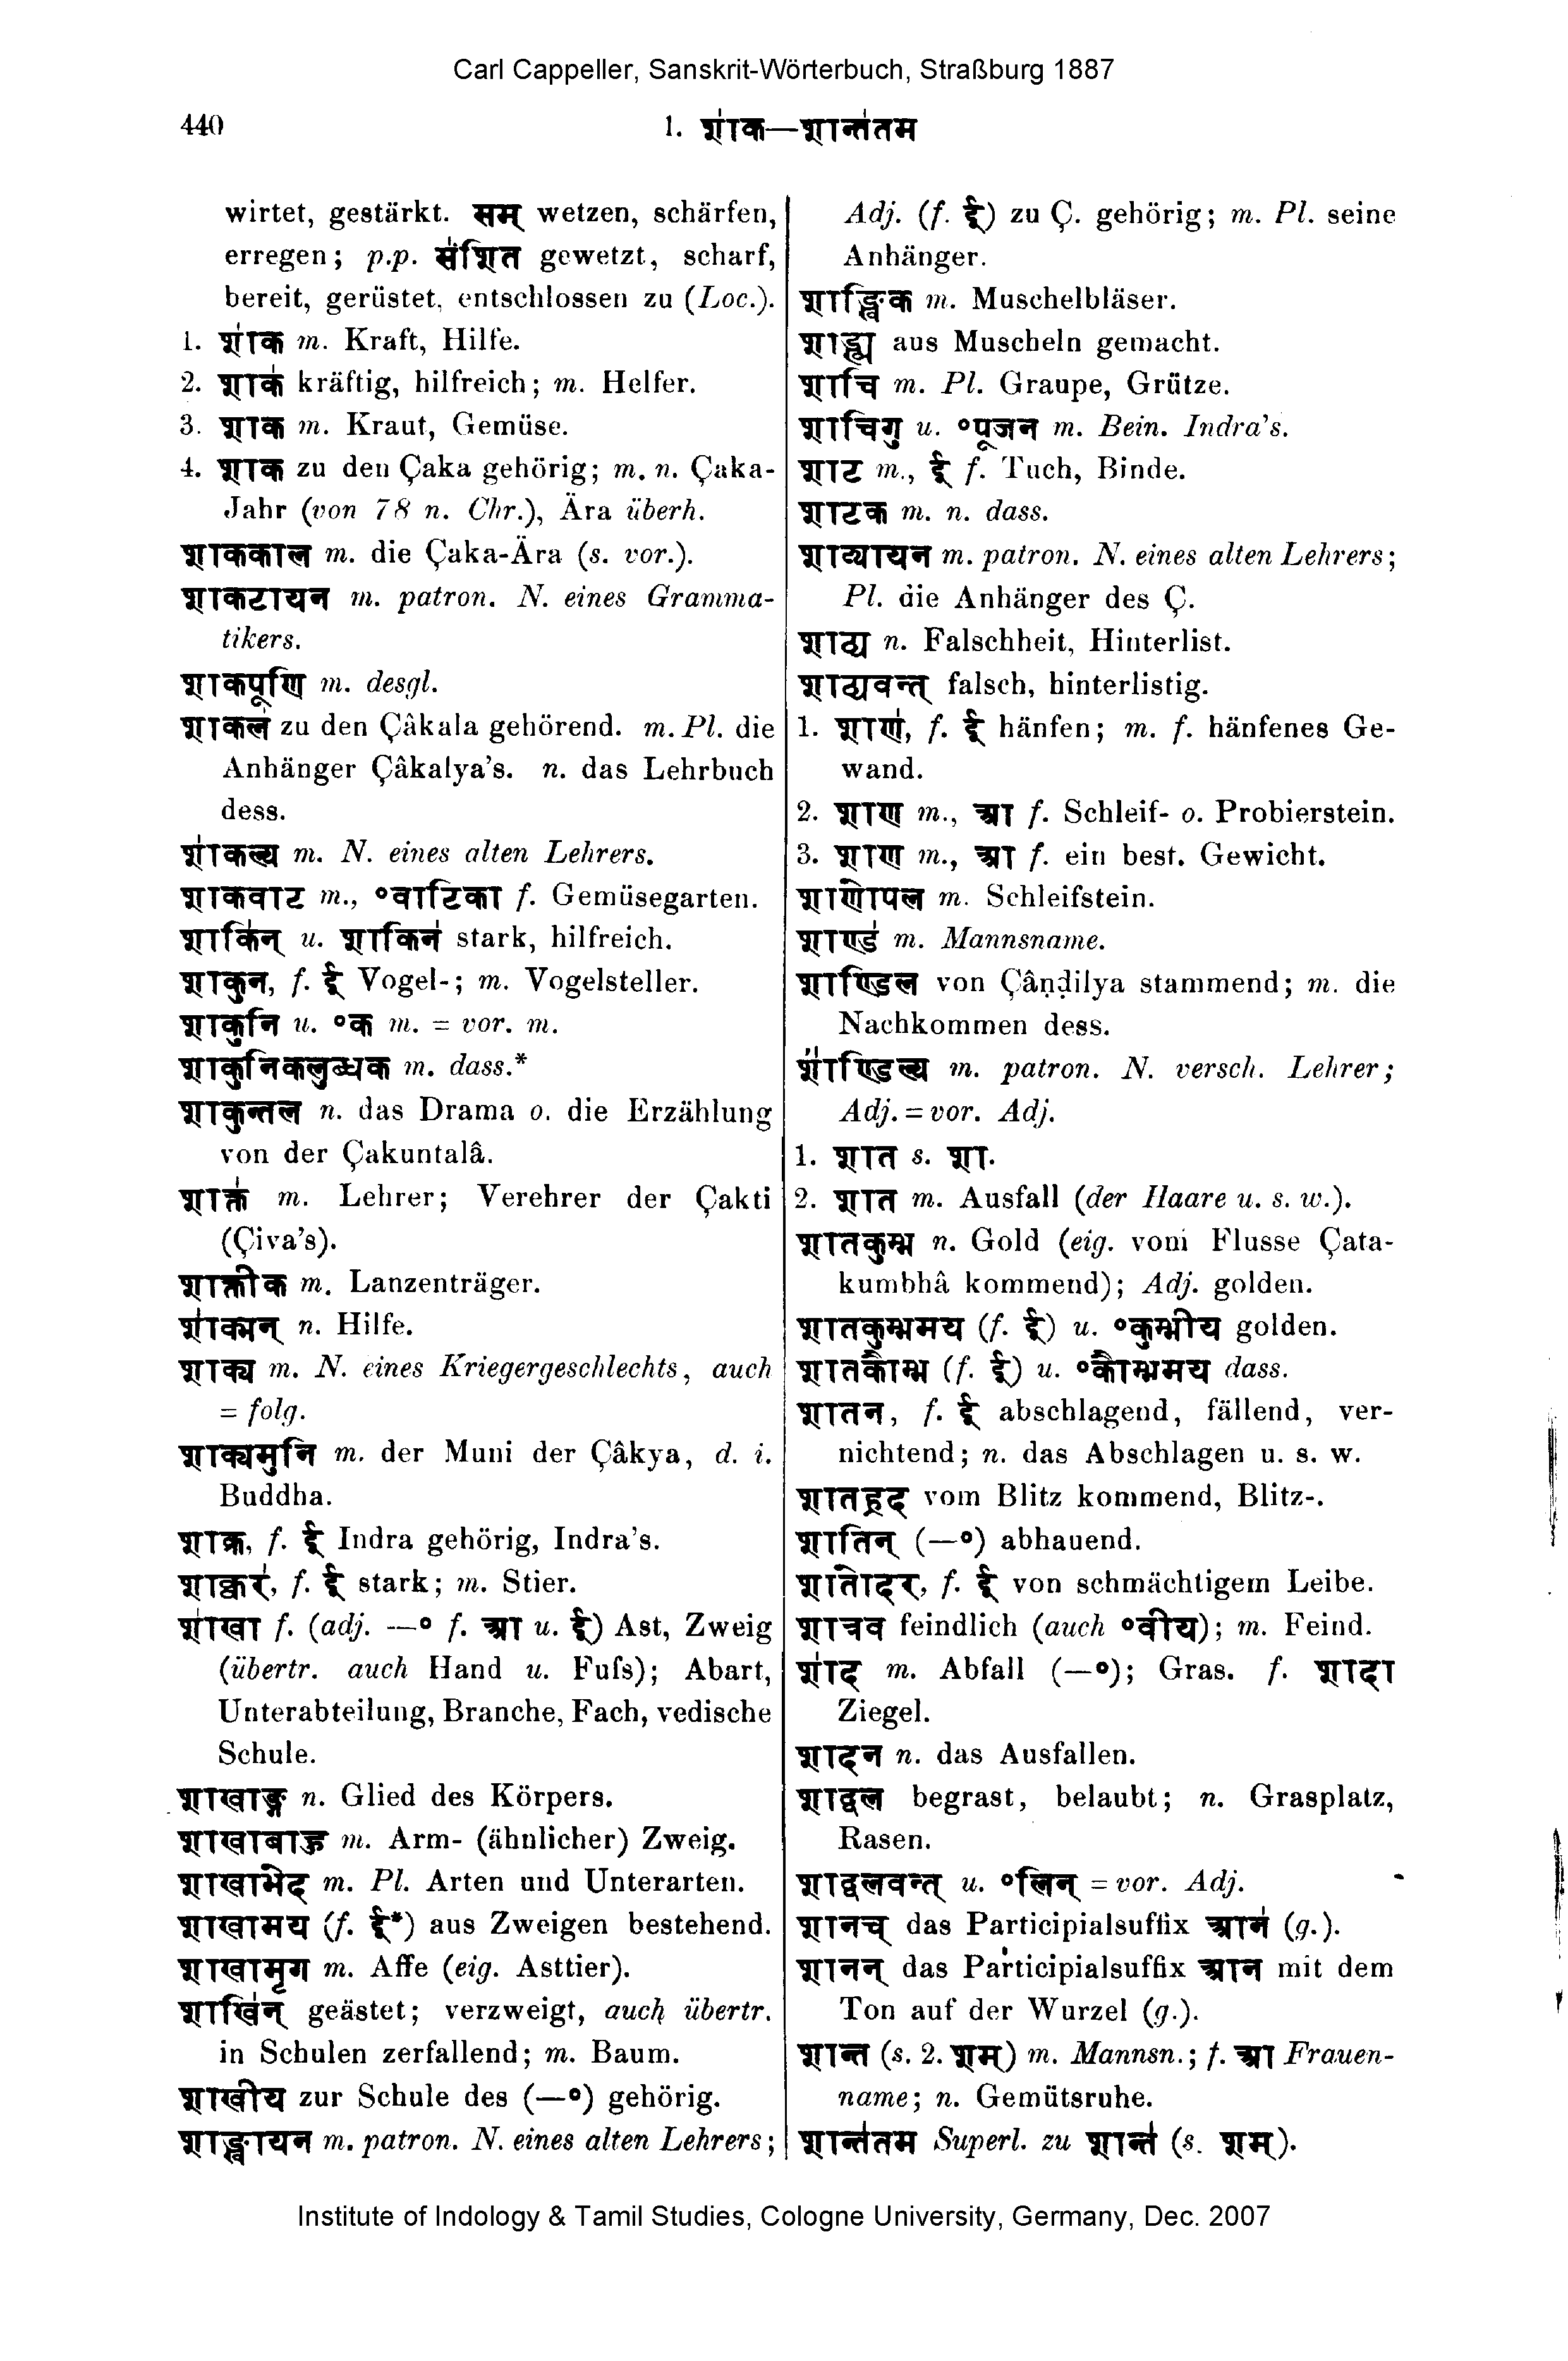 Carl Cappeller, Sanskrit-Wörterbuch, Straßburg 1887
440
1. शा॑क—शान्त॑तम
wirtet, gestärkt. सम् wetzen, schärfen,
erregen; p.p. सं॑शित gewetzt, scharf,
bereit, gerüstet, entschlossen zu (Loc.).
1. शा॑क m. Kraft, Hilfe.
2. शाक॑ kräftig, hilfreich; m. Helfer.
3. शाक m. Kraut, Gemüse.
4. शाक zu den Çaka gehörig; m. n. Çaka-
Jahr (von 78 n. Chr.), Ära überh.
शाककाल m. die Çaka-Ära (s. vor.).
शाकटायन m. patron. N. eines Gramma-
tikers.
शाकपूणि m. desgl.
शाकल॑ zu den Çâkala gehörend. m. Pl. die
Anhänger Çâkalya's. n. das Lehrbuch
dess.
शा॑कल्य m. N. eines alten Lehrers.
शाकवाट m., °वाटिका f. Gemüsegarten.
शाकि॑न् u. शाकिन॑ stark, hilfreich.
शाकुन, f. ई Vogel-; m. Vogelsteller.
शाकुनि u. °क m. = vor. m.
शाकुनिकलुब्धक m. dass.*
शाकुन्तल n. das Drama o. die Erzählung
von der Çakuntalâ.
शाक्त॑ m. Lehrer; Verehrer der Çakti
(Çiva's).
शाक्तीक m. Lanzenträger.
शा॑क्मन् n. Hilfe.
शाक्य m. N. eines Kriegergeschlechts, auch
= folg.
शाक्यमुनि m. der Muni der Çâkya, d. i.
Buddha.
शाक्र, f. ई Indra gehörig, Indra's.
शाक्वर॑, f. ई stark; m. Stier.
शा॑खा f. (adj. —° f. आ u. ई) Ast, Zweig
(übertr. auch Hand u. Fufs); Abart,
Unterabteilung, Branche, Fach, vedische
Schule.
शाखाङ्ग n. Glied des Körpers.
शाखाबाहु m. Arm- (ähnlicher) Zweig.
शाखाभेद m. Pl. Arten und Unterarten.
शाखामय (f. ई*) aus Zweigen bestehend.
शाखामृग m. Affe (eig. Asttier).
शाखि॑न् geästet; verzweigt, auch übertr.
in Schulen zerfallend; m. Baum.
शाखीय zur Schule des (—°) gehörig.
शाङ्खायन m. patron. N. eines alten Lehrers;
Adj. (f. ई) zu Ç. gehörig; m. Pl. seine
Anhänger.
शाङ्खिक m. Muschelbläser.
शाङ्ख्य aus Muscheln gemacht.
शाचि m. Pl. Graupe, Grütze.
शाचिगु u. °पूजन m. Bein. Indra's.
शाट m., ई f. Tuch, Binde.
शाटक m. n. dass.
शाट्यायन m. patron. N. eines alten Lehrers;
Pl. die Anhänger des Ç.
शाठ्य n. Falschheit, Hinterlist.
शाठ्यवन्त् falsch, hinterlistig.
1. शाण॑, f. ई hänfen; m. f. hänfenes Ge-
wand.
2. शाण m., आ f. Schleif- o. Probierstein.
3. शाण m., आ f. ein best. Gewicht.
शाणोपल m. Schleifstein.
शाण्ड॑ m. Mannsname.
शाण्डिल von Çâṇḍilya stammend; m. die
Nachkommen dess.
शा॑ण्डिल्य m. patron. N. versch. Lehrer;
Adj. = vor. Adj.
1. शात s. शा.
2. शात m. Ausfall (der Haare u. s. w.).
शातकुम्भ n. Gold (eig. vom Flusse Çata-
kumbhâ kommend); Adj. golden.
शातकुम्भमय (f. ई) u. °कुम्भीय golden.
शातकौम्भ (f. ई) u. °कौम्भमय dass.
शातन, f. ई abschlagend, fällend, ver-
nichtend; n. das Abschlagen u. s. w.
शातह्रद vom Blitz kommend, Blitz-.
शातिन् (—°) abhauend.
शातोदर, f. ई von schmächtigem Leibe.
शात्रव feindlich (auch °वीय); m. Feind.
शा॑द m. Abfall (—°); Gras. f. शादा
Ziegel.
शादन n. das Ausfallen.
शाद्वल begrast, belaubt; n. Grasplatz,
Rasen.
शाद्वलवन्त् u. °लिन् = vor. Adj.
शानच् das Participialsuffix आन॑ (g.).
शानन् das Participialsuffix आन mit dem
Ton auf der Wurzel (g.).
शान्त (s. 2. शम्) m. Mannsn.; f. आ Frauen-
name; n. Gemütsruhe.
शान्त॑तम Superl. zu शान्त॑ (s. शम्).
Institute of Indology & Tamil Studies, Cologne University, Germany, Dec. 2007